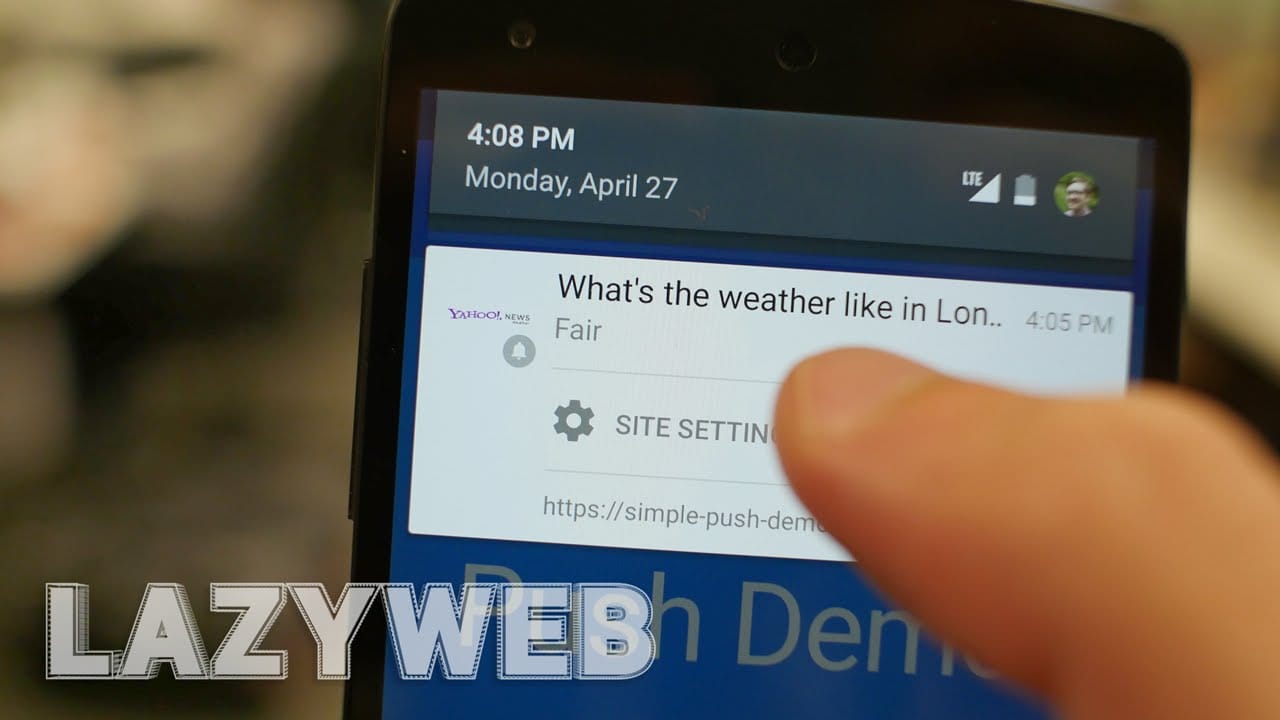 4:08 PM
Monday, April 27
LTE
What's the weather like in Lon.. 4:05 PM
YAHOO! NEWS
Fair
SITE SETTIN
https://simple-push-dem
Push Dem
LAZYWEB